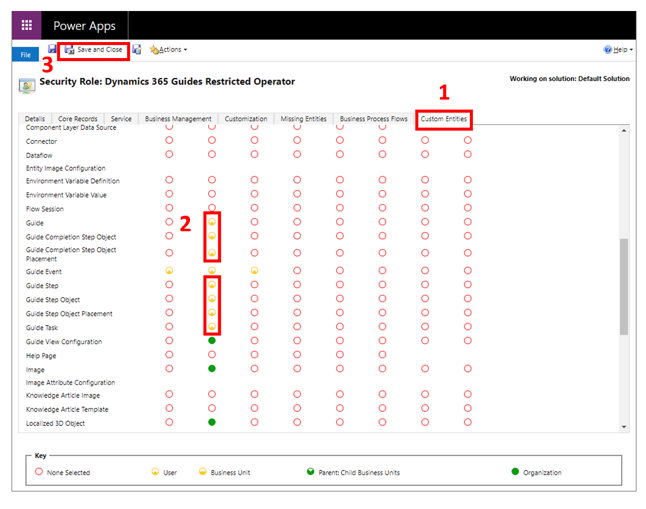 Power Apps
File
Save and Close
Actions
Help
3
Security Role: Dynamics 365 Guides Restricted Operator
Working on solution: Default Solution
1
Details Core Records Service Business Management Customization Missing Entities Business Process Flows Custom Entities
Component Layer Data Source
Connector
Dataflow
Entity Image Configuration
Environment Variable Definition
Environment Variable Value
Flow Session
Guide
2
Guide Completion Step Object
Guide Completion Step Object
Placement
Guide Event
Guide Step
Guide Step Object
Guide Step Object Placement
Guide Task
Guide View Configuration
Help Page
Image
Image Attribute Configuration
Knowledge Article Image
Knowledge Article Template
Localized 3D Object
Key
None Selected User Business Unit Parent: Child Business Units Organization